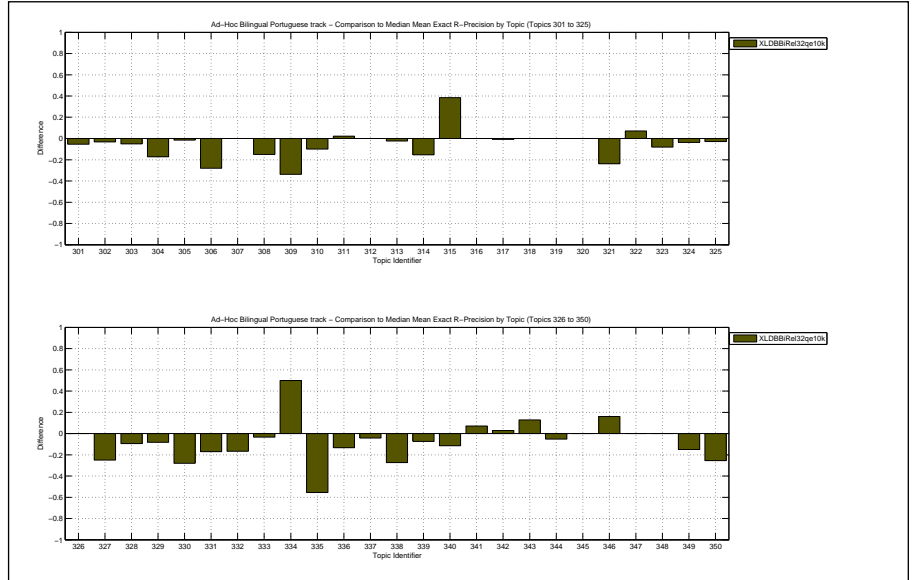 Ad−Hoc Bilingual Portuguese track − Comparison to Median Mean Exact R−Precision by Topic (Topics 301 to 325)
1
0.8
0.6
0.4
0.2
0
−0.2
−0.4
−0.6
−0.8
−1
Difference
301 302 303 304 305 306 307 308 309 310 311 312 313 314 315 316 317 318 319 320 321 322 323 324 325
Topic Identifier
XLDBBiRel32qe10k
Ad−Hoc Bilingual Portuguese track − Comparison to Median Mean Exact R−Precision by Topic (Topics 326 to 350)
1
0.8
0.6
0.4
0.2
0
−0.2
−0.4
−0.6
−0.8
−1
Difference
326 327 328 329 330 331 332 333 334 335 336 337 338 339 340 341 342 343 344 345 346 347 348 349 350
Topic Identifier
XLDBBiRel32qe10k